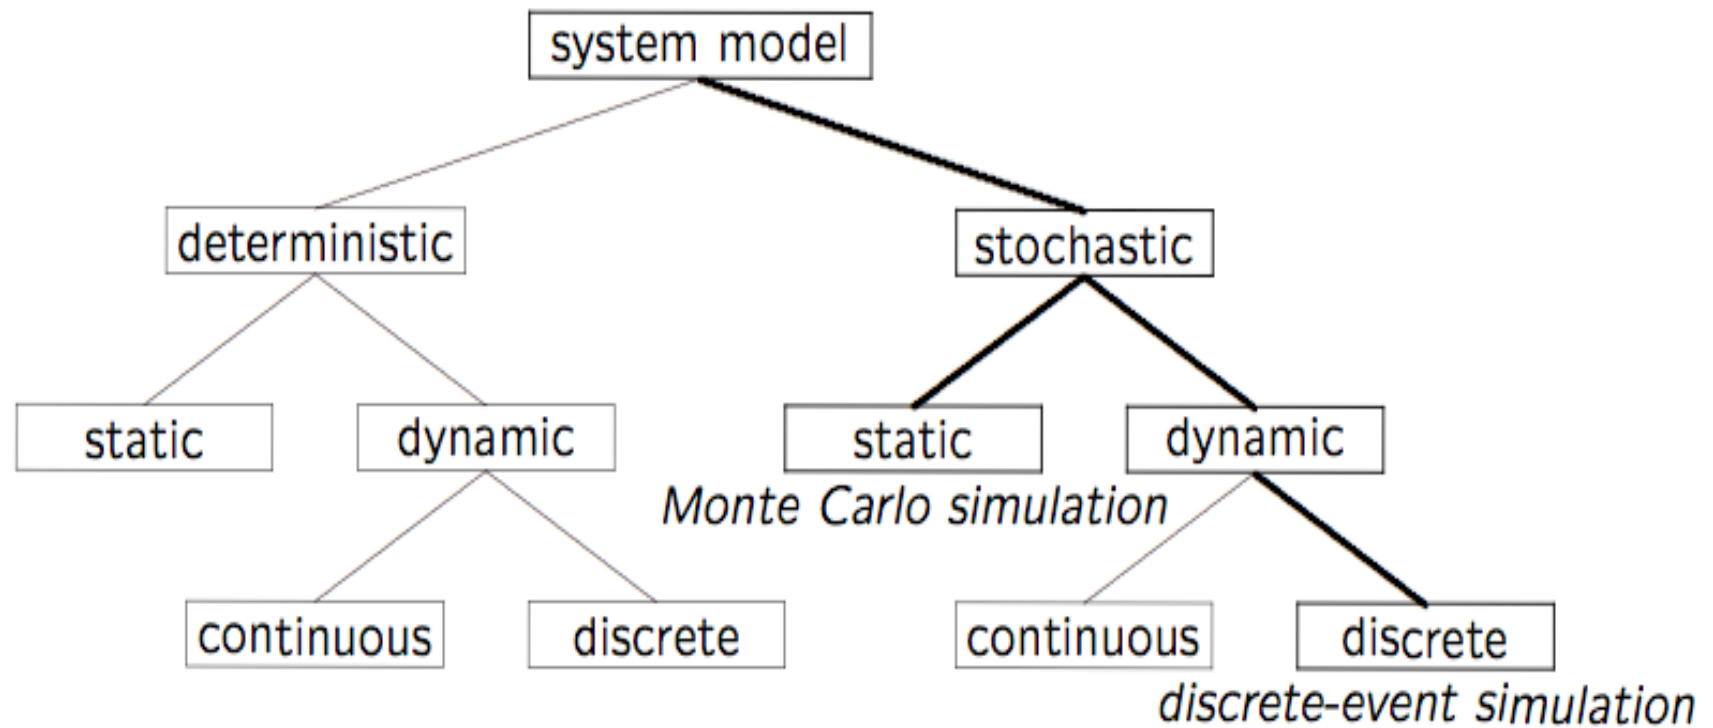 system model
deterministic
stochastic
static
dynamic
static
dynamic
Monte Carlo simulation
continuous
discrete
continuous
discrete
discrete-event simulation